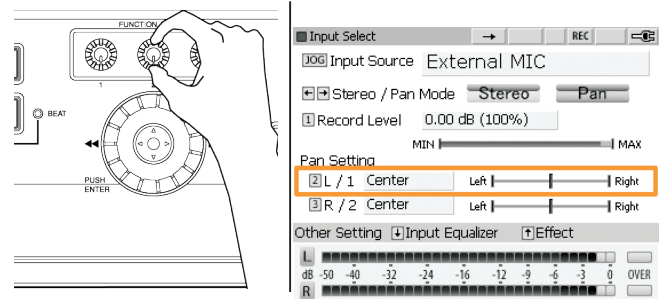 FUNCTION
1
BEAT
PUSH
ENTER
Input Select → REC
JOG Input Source External MIC
←→ Stereo / Pan Mode Stereo Pan
1 Record Level 0.00 dB (100%)
MIN MAX
Pan Setting
2 L / 1 Center Left Right
3 R / 2 Center Left Right
Other Setting ↓ Input Equalizer ↑ Effect
L
dB -50 -40 -32 -24 -16 -12 -9 -6 -3 0 OVER
R